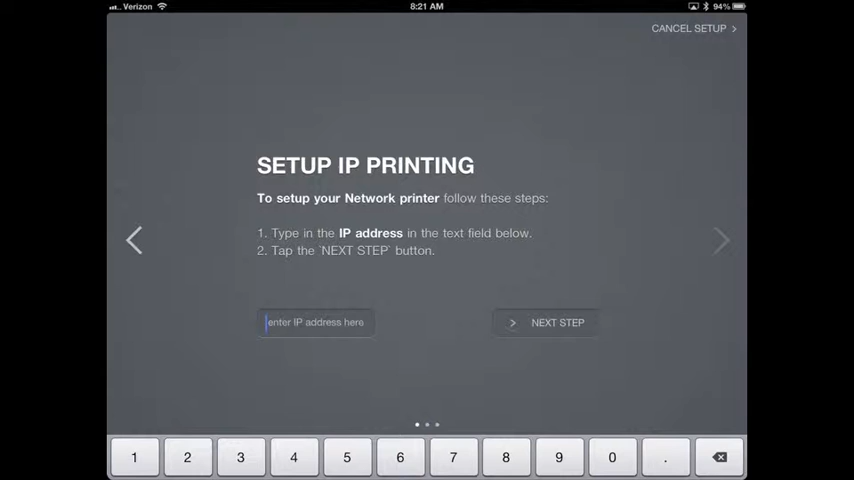 Verizon 8:21 AM 94%
CANCEL SETUP >
SETUP IP PRINTING
To setup your Network printer follow these steps:
1. Type in the IP address in the text field below.
2. Tap the `NEXT STEP` button.
enter IP address here > NEXT STEP
1 2 3 4 5 6 7 8 9 0 .